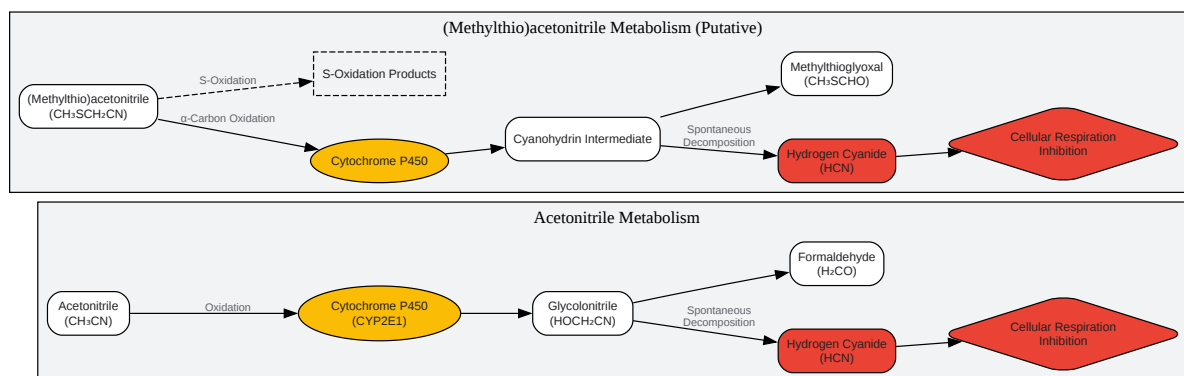 (Methylthio)acetonitrile Metabolism (Putative)
S-Oxidation
S-Oxidation Products
Methylthioglyoxal
(CH₃SCHO)
(Methylthio)acetonitrile
(CH₃SCH₂CN)
α-Carbon Oxidation
Cytochrome P450
Cyanohydrin Intermediate
Spontaneous
Decomposition
Hydrogen Cyanide
(HCN)
Cellular Respiration
Inhibition
Acetonitrile Metabolism
Formaldehyde
(H₂CO)
Acetonitrile
(CH₃CN)
Oxidation
Cytochrome P450
(CYP2E1)
Glycolonitrile
(HOCH₂CN)
Spontaneous
Decomposition
Hydrogen Cyanide
(HCN)
Cellular Respiration
Inhibition